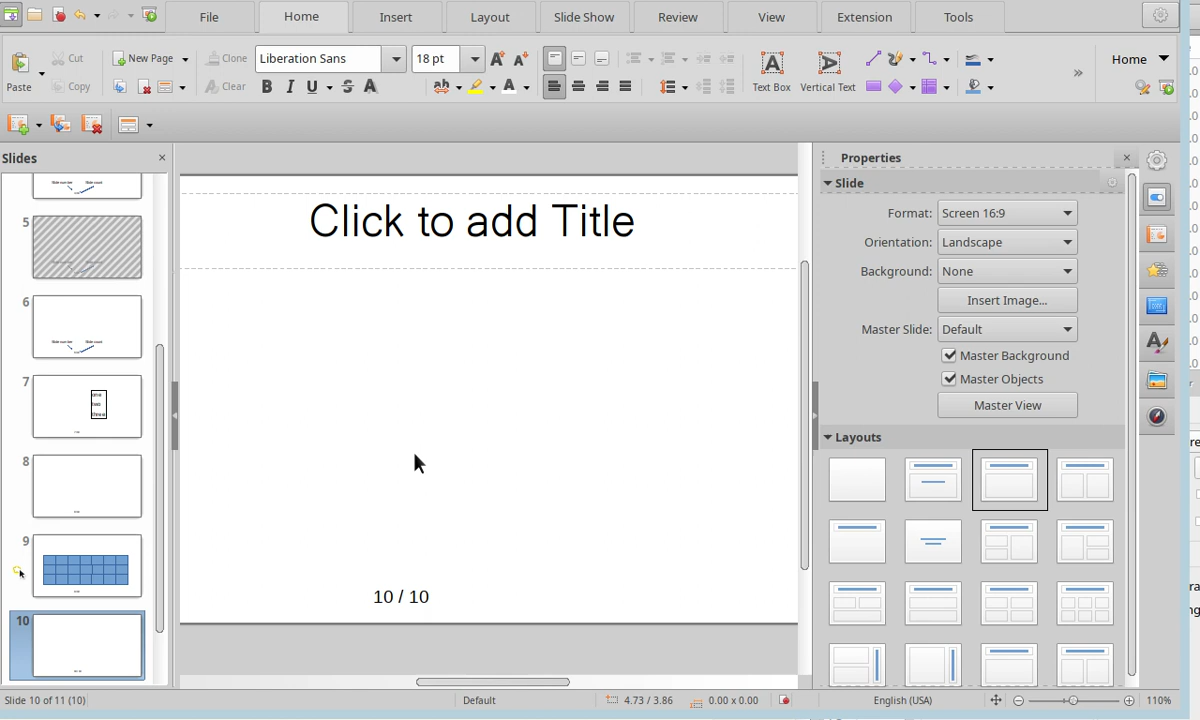 File Home Insert Layout Slide Show Review View Extension Tools
Paste Cut New Page Clone Liberation Sans 18 pt Text Box Vertical Text Home
Copy Clear
Slides
5
6
7
one
two
three
8
9
10
Click to add Title
10 / 10
Properties
Slide
Format: Screen 16:9
Orientation: Landscape
Background: None
Insert Image...
Master Slide: Default
Master Background
Master Objects
Master View
Layouts
Slide 10 of 11 (10) Default 4.73 / 3.86 0.00 x 0.00 English (USA) 110%